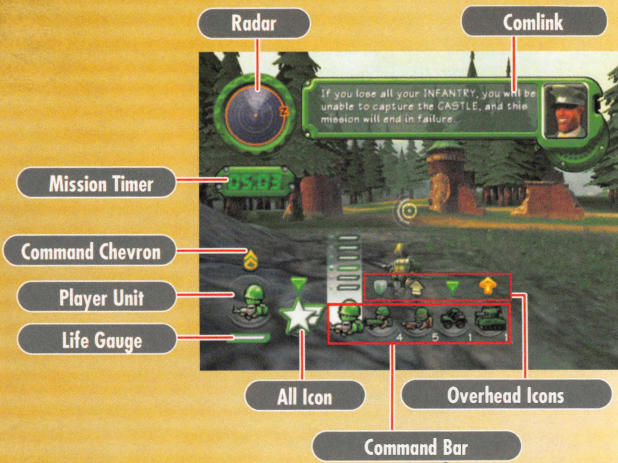 Radar
Comlink
If you lose all your INFANTRY, you will be
unable to capture the CASTLE, and this
mission will end in failure.
Mission Timer
05:03
Command Chevron
Player Unit
Life Gauge
4 5 1 1
All Icon
Overhead Icons
Command Bar